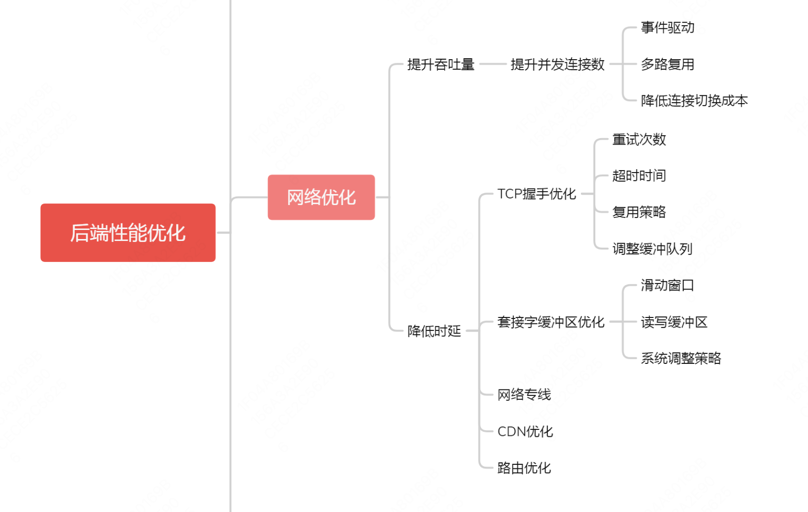 后端性能优化
网络优化
提升吞吐量
提升并发连接数
事件驱动
多路复用
降低连接切换成本
降低时延
TCP握手优化
重试次数
超时时间
复用策略
调整缓冲队列
套接字缓冲区优化
滑动窗口
读写缓冲区
系统调整策略
网络专线
CDN优化
路由优化